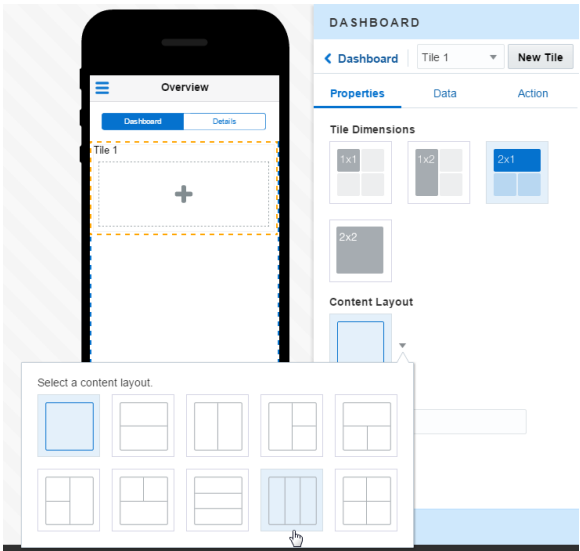 DASHBOARD
Dashboard
Tile 1
New Tile
Properties
Data
Action
Overview
Dashboard
Details
Tile 1
Tile Dimensions
1x1
1x2
2x1
2x2
Content Layout
Select a content layout.